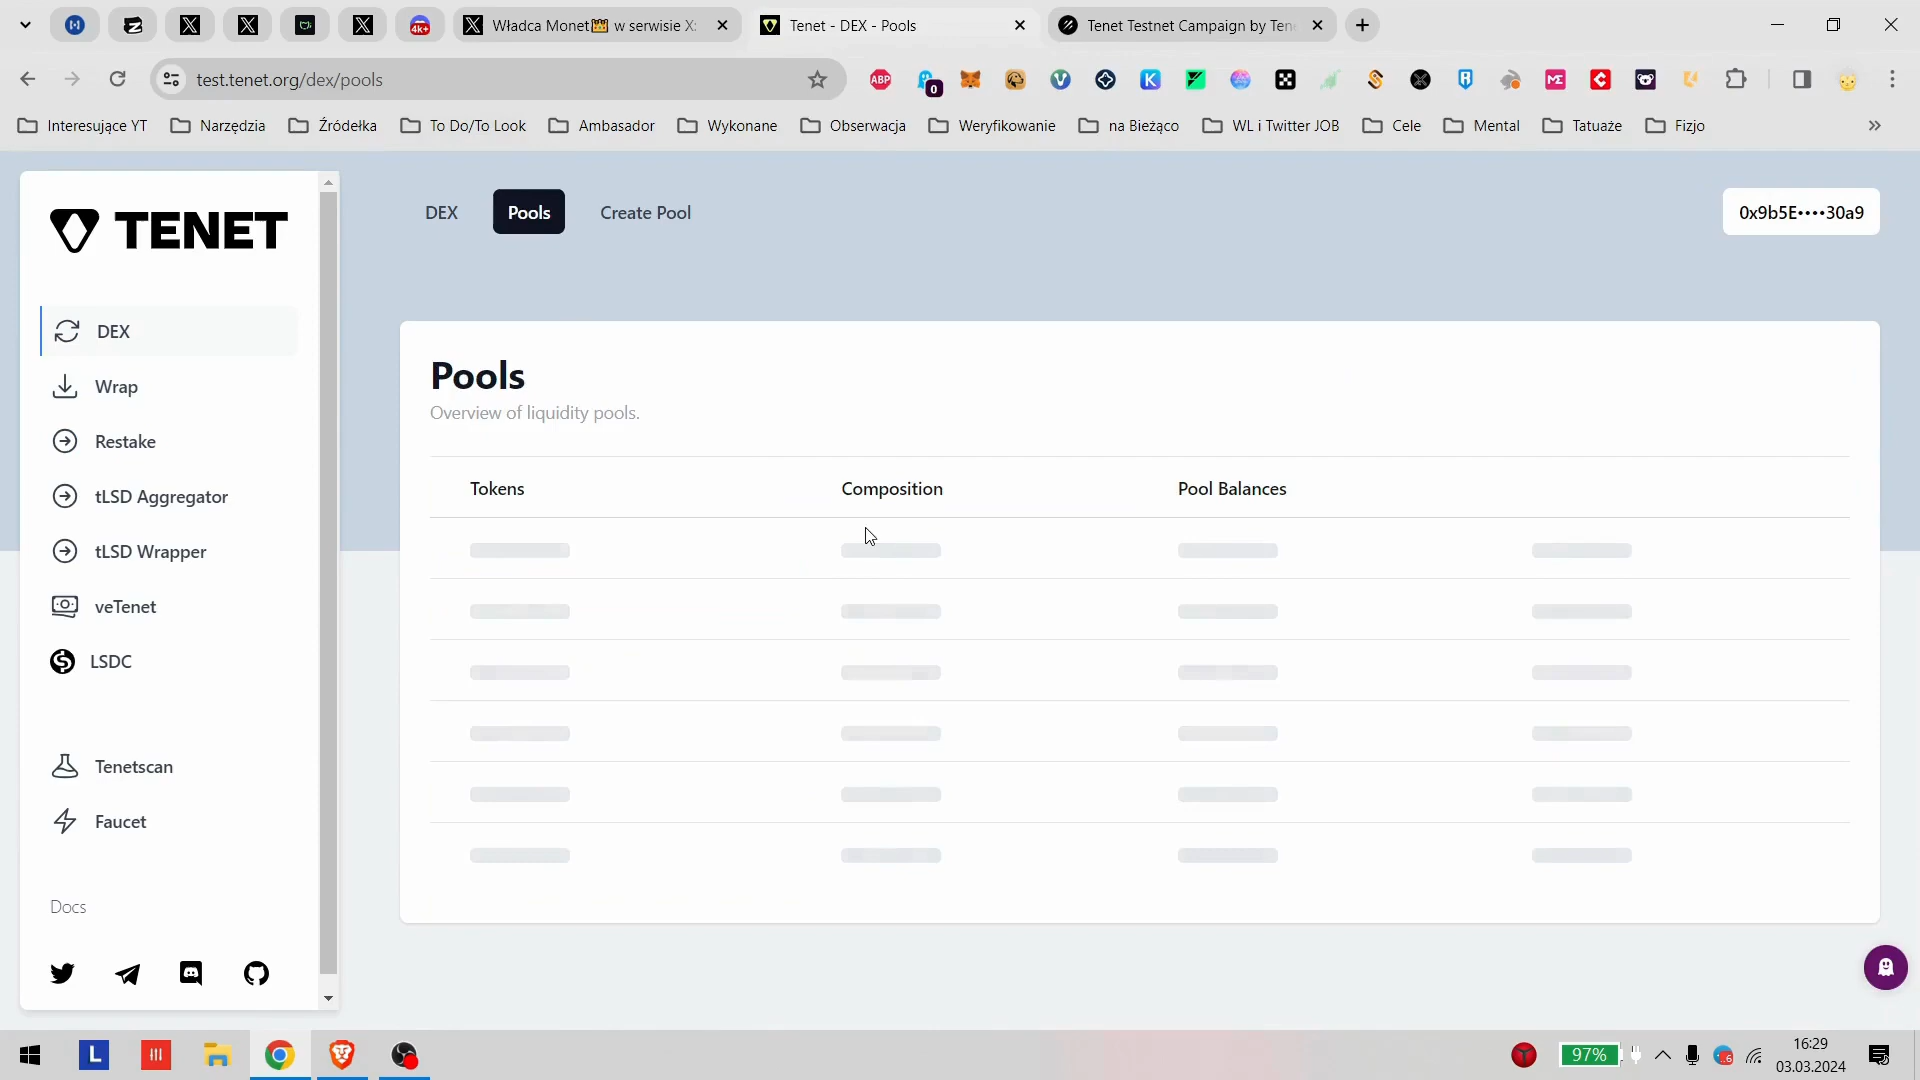 4K+
Władca Monet👑 w serwisie X:
Tenet - DEX - Pools
Tenet Testnet Campaign by Ten
test.tenet.org/dex/pools
ABP
0
Interesujące YT
Narzędzia
Źródełka
To Do/To Look
Ambasador
Wykonane
Obserwacja
Weryfikowanie
na Bieżąco
WL i Twitter JOB
Cele
Mental
Tatuaże
Fizjo
TENET
DEX
Pools
Create Pool
0x9b5E••••30a9
DEX
Wrap
Restake
tLSD Aggregator
tLSD Wrapper
veTenet
LSDC
Tenetscan
Faucet
Docs
Pools
Overview of liquidity pools.
Tokens
Composition
Pool Balances
L
97%
16:29
03.03.2024